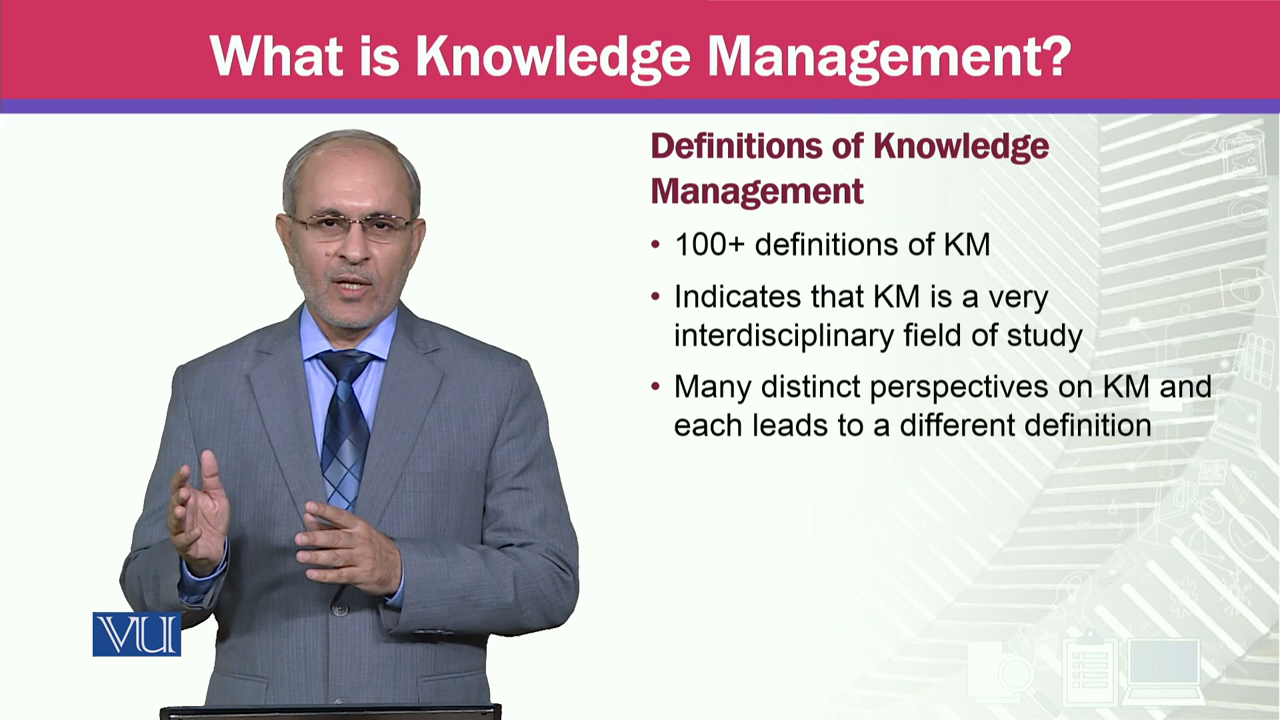 What is Knowledge Management?
Definitions of Knowledge
Management
• 100+ definitions of KM
• Indicates that KM is a very
interdisciplinary field of study
• Many distinct perspectives on KM and
each leads to a different definition
VU